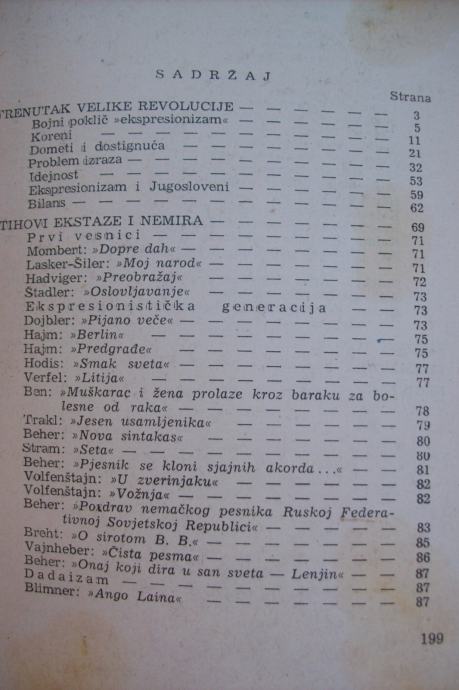 SADRŽAJ
Strana
TRENUTAK VELIKE REVOLUCIJE — — — — — — 3
Bojni poklič »ekspresionizam« — — — — — — 5
Koreni — — — — — — — — — 11
Dometi i dostignuća — — — — — — — 21
Problem izraza — — — — — — — — 32
Idejnost — — — — — — — — — 53
Ekspresionizam i Jugosloveni — — — — — — 59
Bilans — — — — — — — — — — 62
STIHOVI EKSTAZE I NEMIRA — — — — — — 69
Prvi vesnici — — — — — — — — 71
Mombert: »Dopre dah« — — — — — — — 71
Lasker-Šiler: »Moj narod« — — — — — — 71
Hadviger: »Preobražaj« — — — — — — — 72
Štadler: »Oslovljavanje« — — — — — — — 73
Ekspresionistička generacija — — — 73
Dojbler: »Pijano veče« — — — — — — — 73
Hajm: »Berlin« — — — — — — — — 75
Hajm: »Predgrađe« — — — — — — — — 75
Hodis: »Smak sveta« — — — — — — — 77
Verfel: »Litija« — — — — — — — — 77
Ben: »Muškarac i žena prolaze kroz baraku za bo-
lesne od raka« — — — — — — — 78
Trakl: »Jesen usamljenika« — — — — — — 79
Beher: »Nova sintakas« — — — — — — — 80
Stram: »Seta« — — — — — — — — 80
Beher: »Pjesnik se kloni sjajnih akorda...« — — — 81
Volfenštajn: »U zverinjaku« — — — — — — 82
Volfenštajn: »Vožnja« — — — — — — — 82
Beher: »Pozdrav nemačkog pesnika Ruskoj Federa-
tivnoj Sovjetskoj Republici« — — — — — 83
Breht: »O sirotom B. B.« — — — — — — — 85
Vajnheber: »Čista pesma« — — — — — — — 86
Beher: »Onaj koji dira u san sveta — Lenjin« — — — 87
Dadaizam — — — — — — — — — 87
Blimner: »Ango Laina« — — — — — — — 87
199